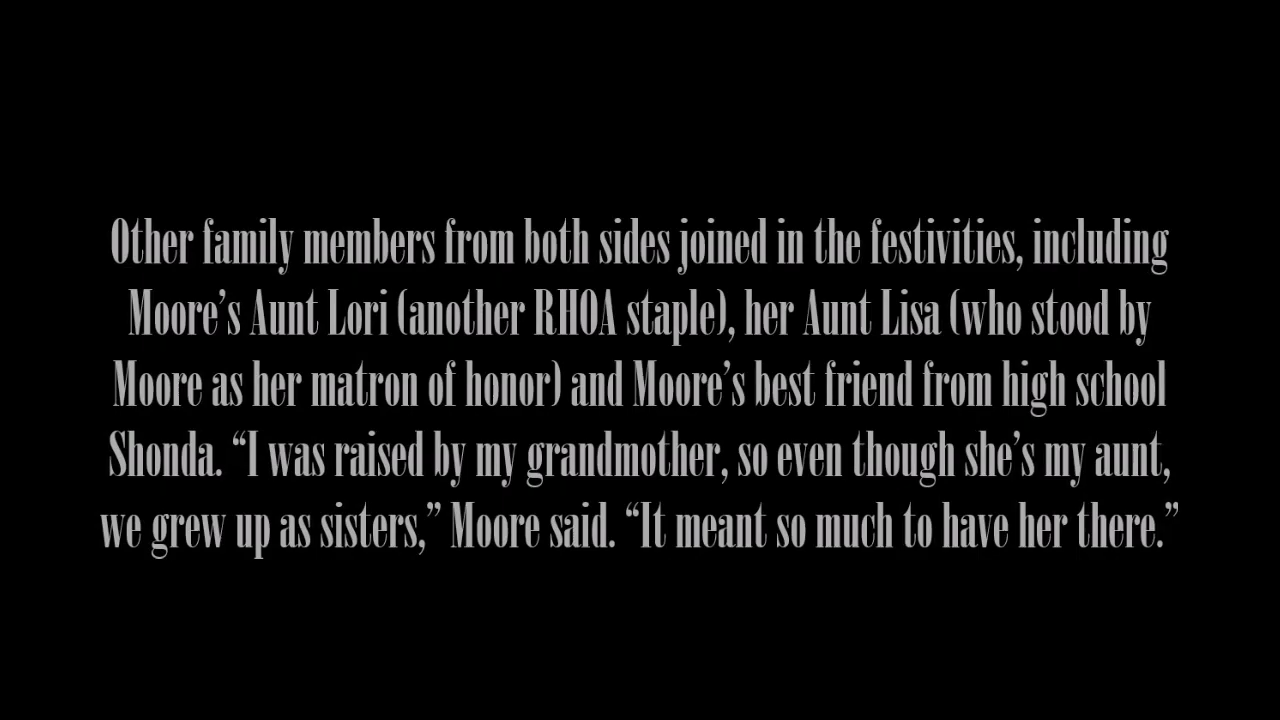 Other family members from both sides joined in the festivities, including
Moore’s Aunt Lori (another RHOA staple), her Aunt Lisa (who stood by
Moore as her matron of honor) and Moore’s best friend from high school
Shonda. “I was raised by my grandmother, so even though she’s my aunt,
we grew up as sisters,” Moore said. “It meant so much to have her there.”